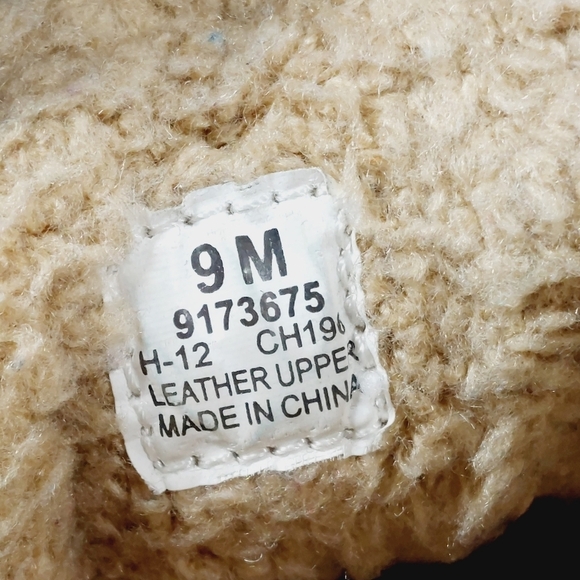 9 M
9173675
H-12 CH196
LEATHER UPPER
MADE IN CHINA